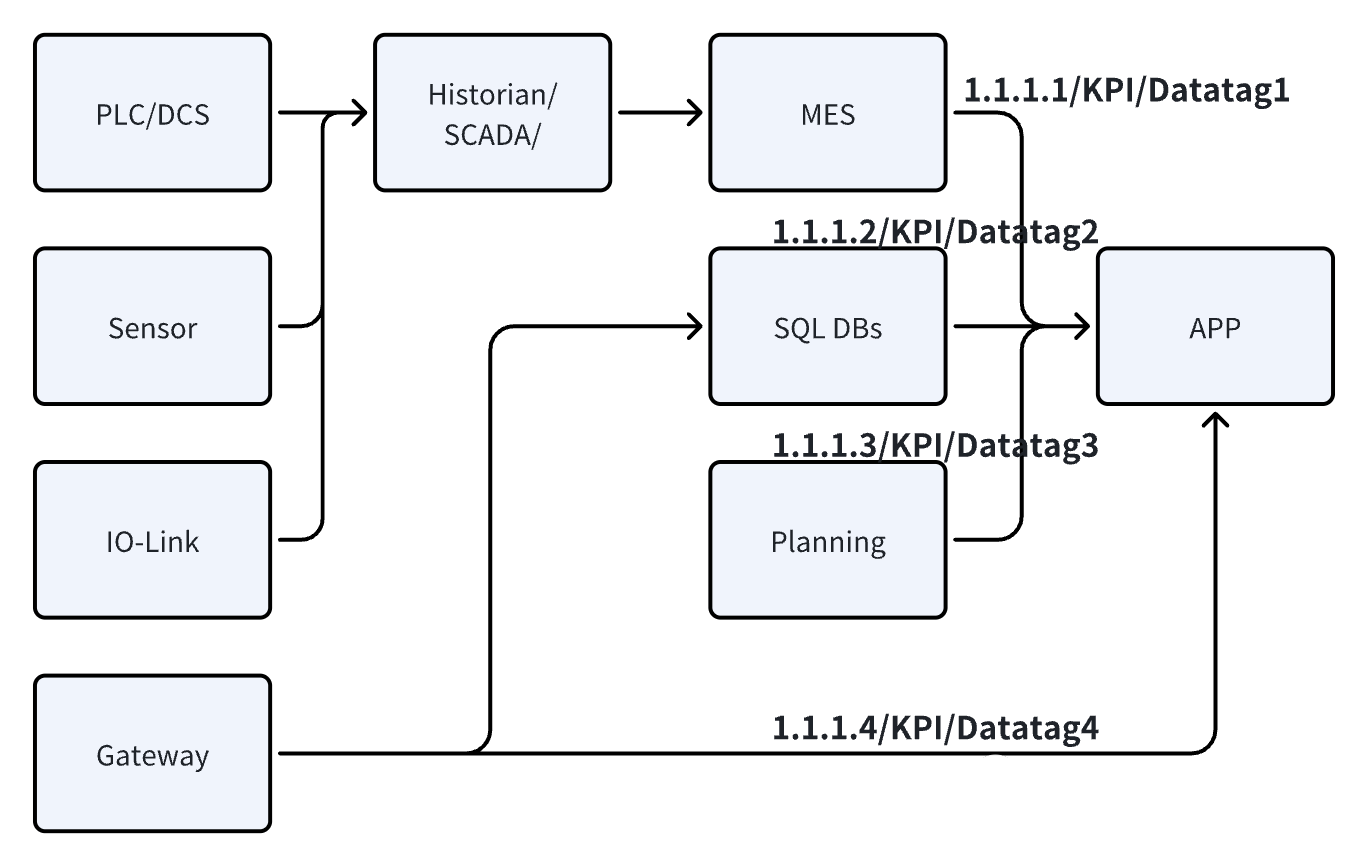 PLC/DCS
Historian/
SCADA/
MES
1.1.1.1/KPI/Datatag1
1.1.1.2/KPI/Datatag2
Sensor
SQL DBs
APP
1.1.1.3/KPI/Datatag3
IO-Link
Planning
1.1.1.4/KPI/Datatag4
Gateway